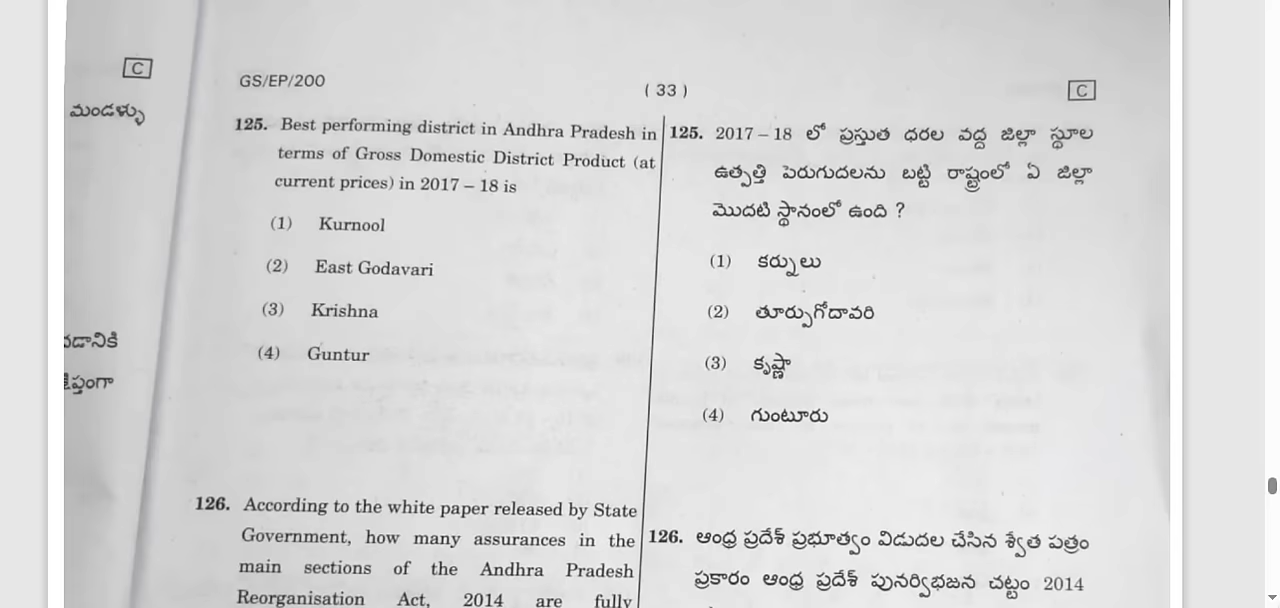 C
మండళ్ళు
GS/EP/200
( 33 )
C
125. Best performing district in Andhra Pradesh in
terms of Gross Domestic District Product (at
current prices) in 2017 – 18 is
(1) Kurnool
(2) East Godavari
(3) Krishna
(4) Guntur
125. 2017 – 18 లో ప్రస్తుత ధరల వద్ద జిల్లా స్థూల
ఉత్పత్తి పెరుగుదలను బట్టి రాష్ట్రంలో ఏ జిల్లా
మొదటి స్థానంలో ఉంది ?
(1) కర్నులు
(2) తూర్పుగోదావరి
(3) కృష్ణా
(4) గుంటూరు
126. According to the white paper released by State
Government, how many assurances in the
main sections of the Andhra Pradesh
Reorganisation Act, 2014 are fully
126. ఆంధ్ర ప్రదేశ్ ప్రభూత్వం విడుదల చేసిన శ్వేత పత్రం
ప్రకారం ఆంధ్ర ప్రదేశ్ పునర్విభజన చట్టం 2014